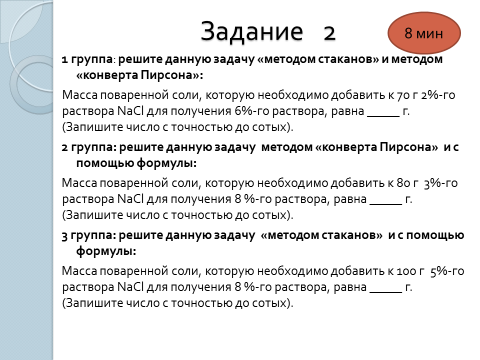 Задание 2
8 мин
1 группа: решите данную задачу «методом стаканов» и методом
«конверта Пирсона»:
Масса поваренной соли, которую необходимо добавить к 70 г 2%-го
раствора NaCl для получения 6%-го раствора, равна _____ г.
(Запишите число с точностью до сотых).
2 группа: решите данную задачу методом «конверта Пирсона» и с
помощью формулы:
Масса поваренной соли, которую необходимо добавить к 80 г 3%-го
раствора NaCl для получения 8 %-го раствора, равна _____ г.
(Запишите число с точностью до сотых).
3 группа: решите данную задачу «методом стаканов» и с помощью
формулы:
Масса поваренной соли, которую необходимо добавить к 100 г 5%-го
раствора NaCl для получения 8 %-го раствора, равна _____ г.
(Запишите число с точностью до сотых).